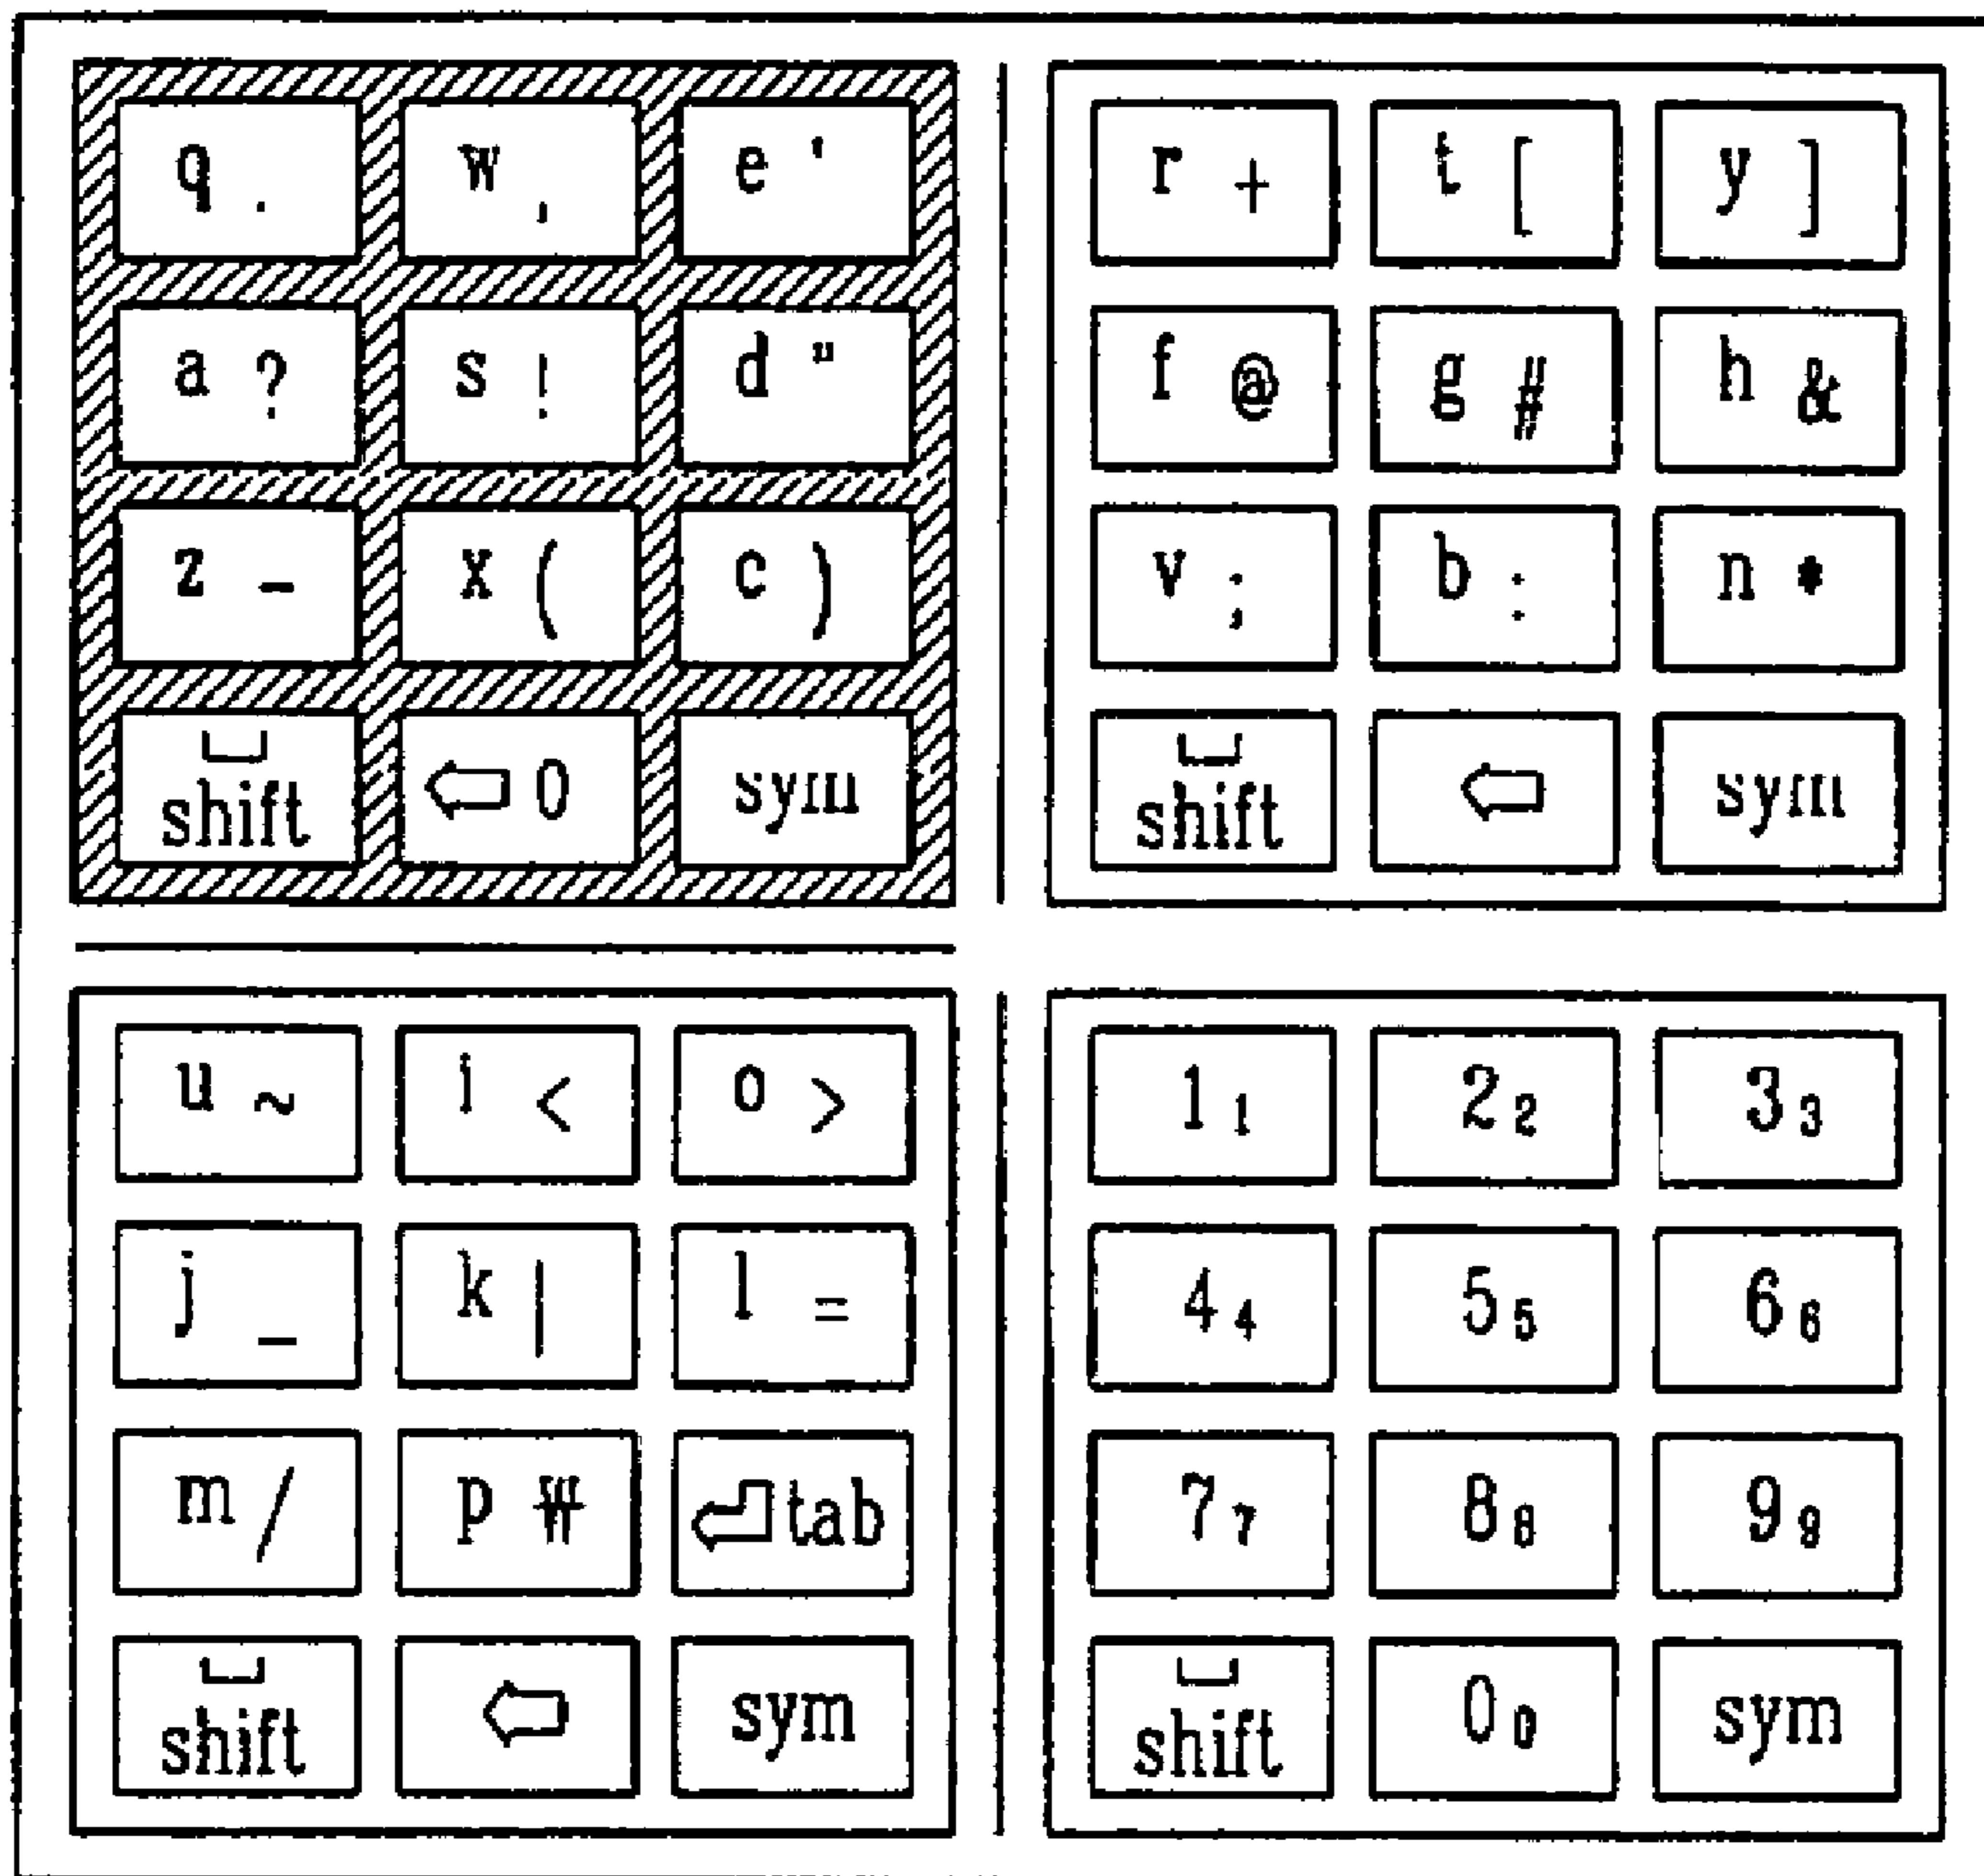 q . w , e '
a ? s ! d "
z - x ( c )
shift 0 sym
r + t [ y ]
f @ g # h &
v ; b : n *
shift sym
u ~ i < o >
j _ k | l =
m / p ₩ tab
shift sym
1 1 2 2 3 3
4 4 5 5 6 6
7 7 8 8 9 9
shift 0 0 sym